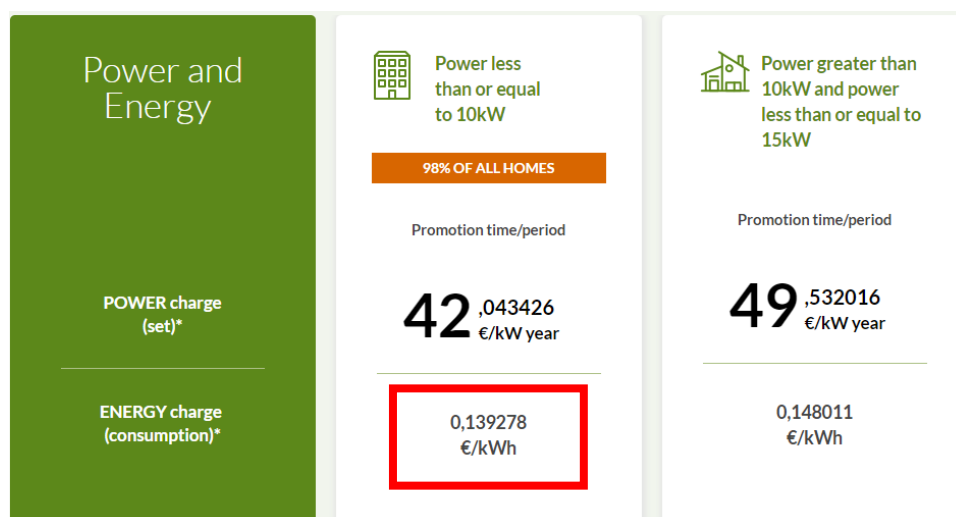 Power and
Energy
POWER charge
(set)*
ENERGY charge
(consumption)*
Power less
than or equal
to 10kW
98% OF ALL HOMES
Promotion time/period
42 ,043426
€/kW year
0,139278
€/kWh
Power greater than
10kW and power
less than or equal to
15kW
Promotion time/period
49 ,532016
€/kW year
0,148011
€/kWh